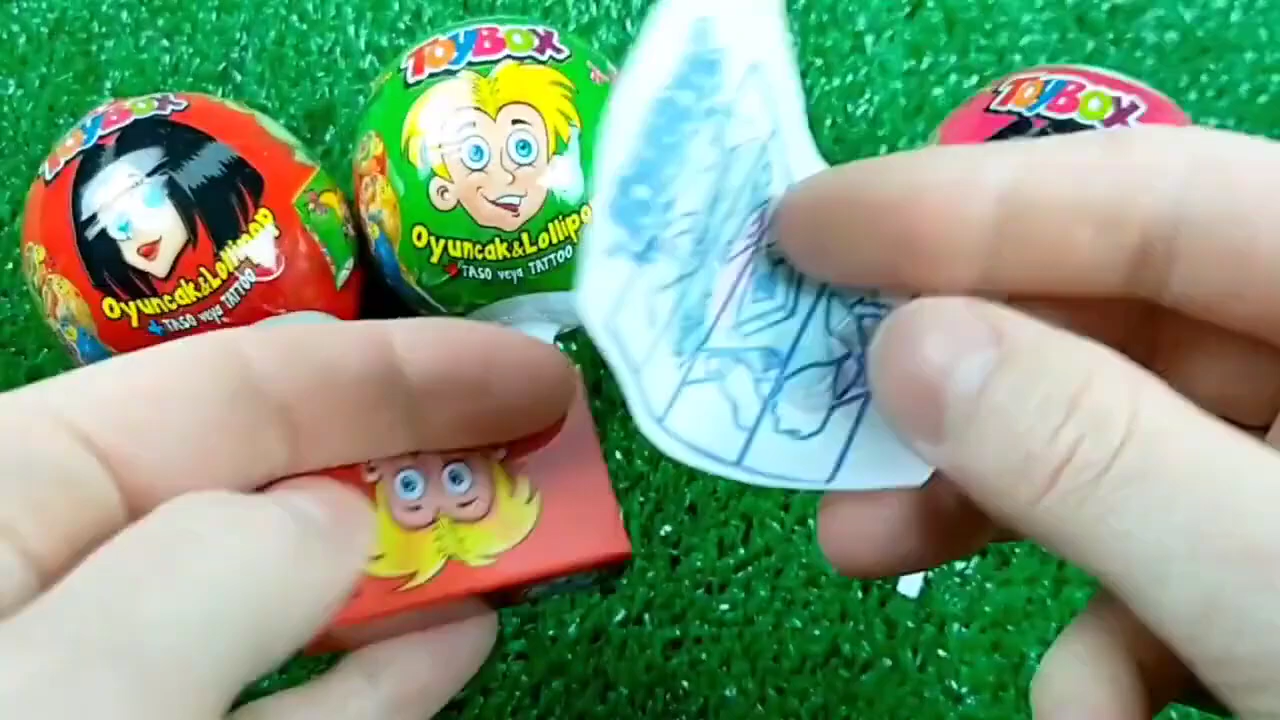 TOYBOX
Oyuncak&Lollipop
+ TASO veya TATTOO
TOYBOX
Oyuncak&Lollipo
TASO veya TATTOO
TOYBOX